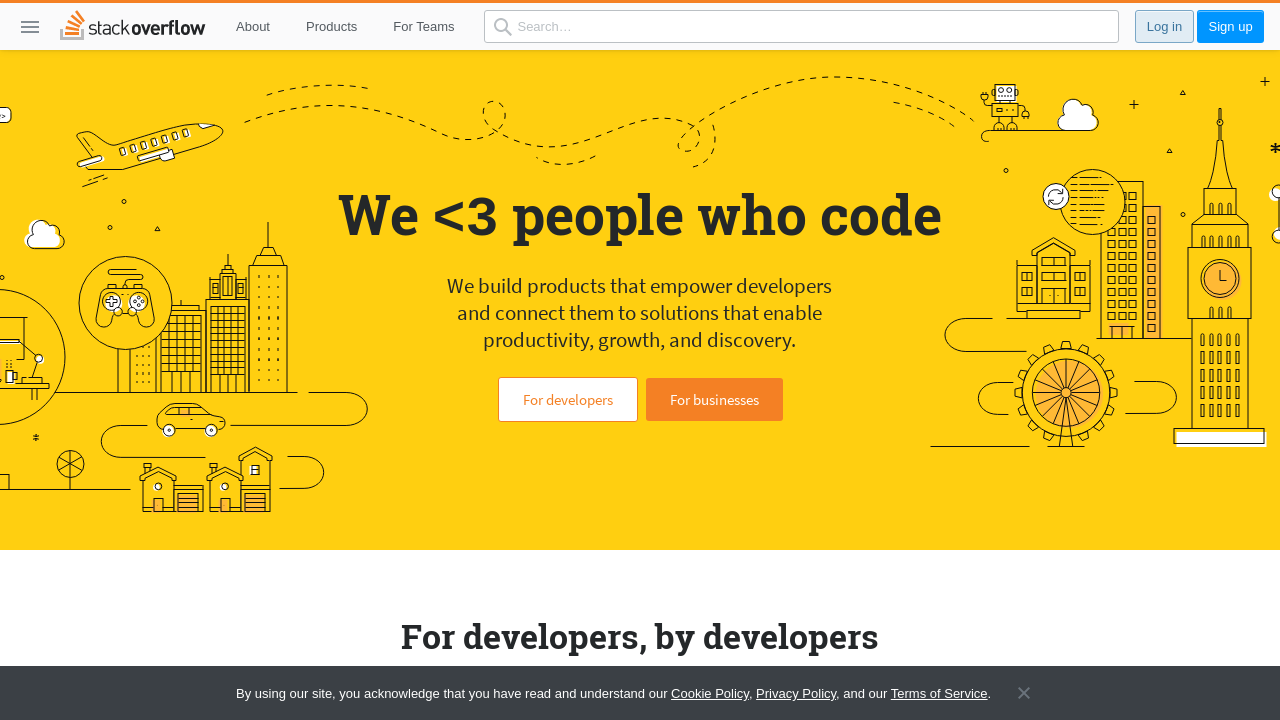 stackoverflow About Products For Teams Search… Log in Sign up
We <3 people who code
We build products that empower developers
and connect them to solutions that enable
productivity, growth, and discovery.
For developers For businesses
For developers, by developers
By using our site, you acknowledge that you have read and understand our Cookie Policy, Privacy Policy, and our Terms of Service.